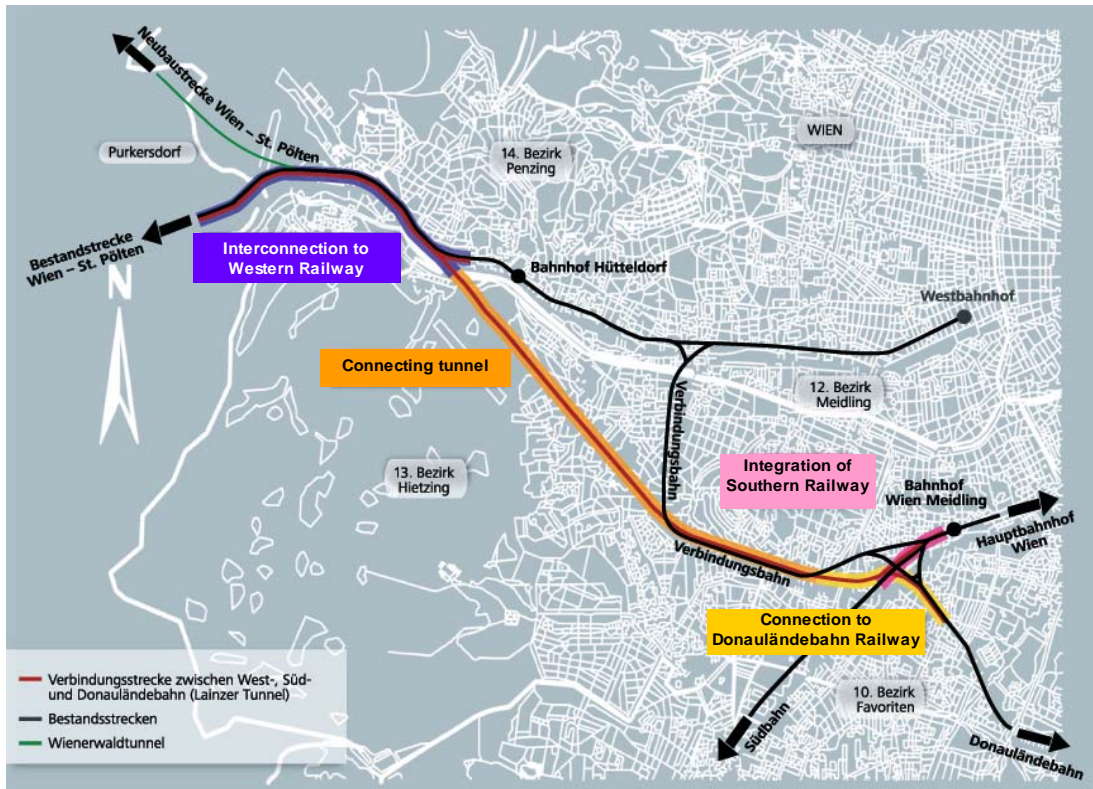 Neubaustrecke Wien – St. Pölten
WIEN
Purkersdorf
14. Bezirk
Penzing
Bestandstrecke
Wien – St. Pölten
Interconnection to
Western Railway
Bahnhof Hütteldorf
N
Westbahnhof
Connecting tunnel
12. Bezirk
Meidling
Verbindungsbahn
13. Bezirk
Hietzing
Integration of
Southern Railway
Bahnhof
Wien Meidling
Hauptbahnhof
Wien
Verbindungsbahn
Connection to
Donauländebahn Railway
Verbindungsstrecke zwischen West-, Süd-
und Donauländebahn (Lainzer Tunnel)
Bestandsstrecken
Wienerwaldtunnel
10. Bezirk
Favoriten
Südbahn
Donauländebahn